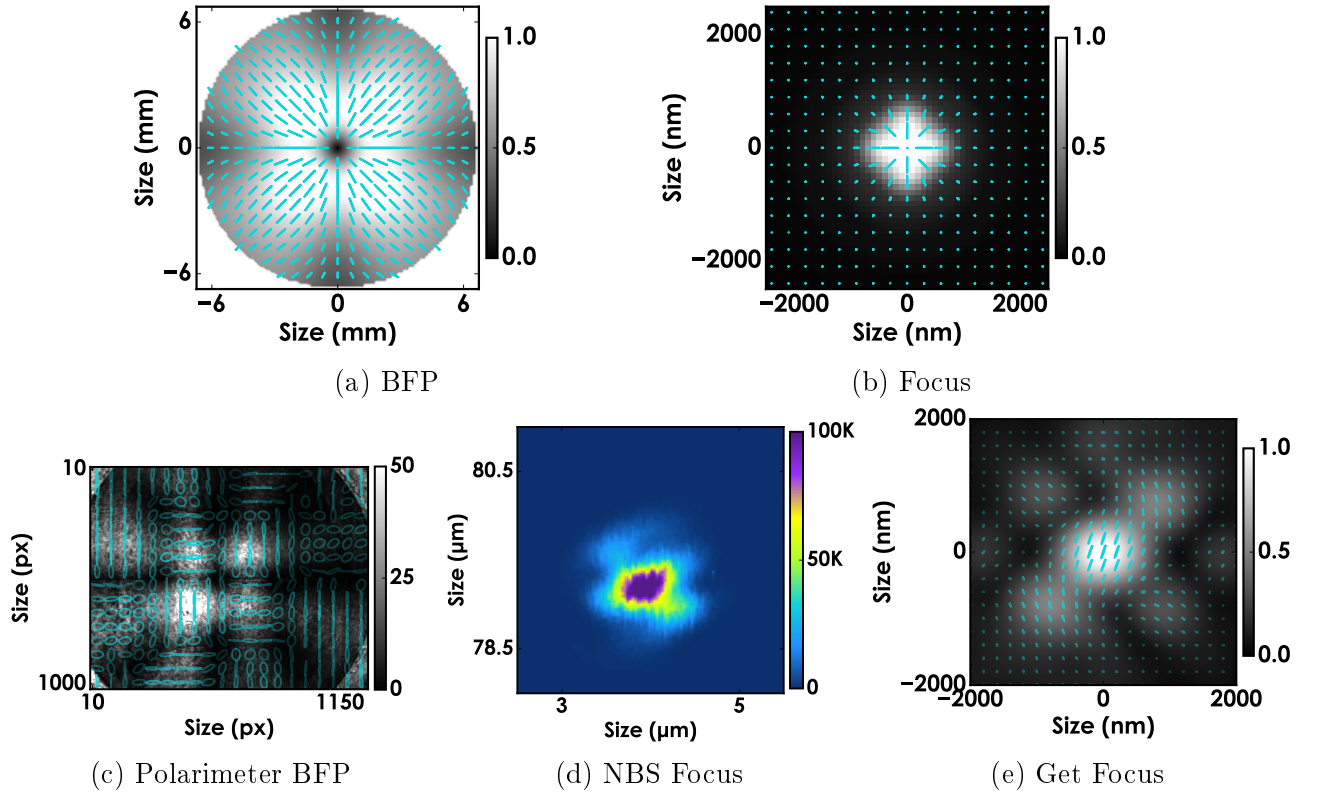 6
0
−6
Size (mm)
−6 0 6
Size (mm)
1.0
0.5
0.0
(a) BFP
2000
0
−2000
Size (nm)
−2000 0 2000
Size (nm)
1.0
0.5
0.0
(b) Focus
10
1000
Size (px)
10 1150
Size (px)
50
25
0
(c) Polarimeter BFP
80.5
78.5
Size (μm)
3 5
Size (μm)
100K
50K
0
(d) NBS Focus
2000
0
−2000
Size (nm)
−2000 0 2000
Size (nm)
1.0
0.5
0.0
(e) Get Focus